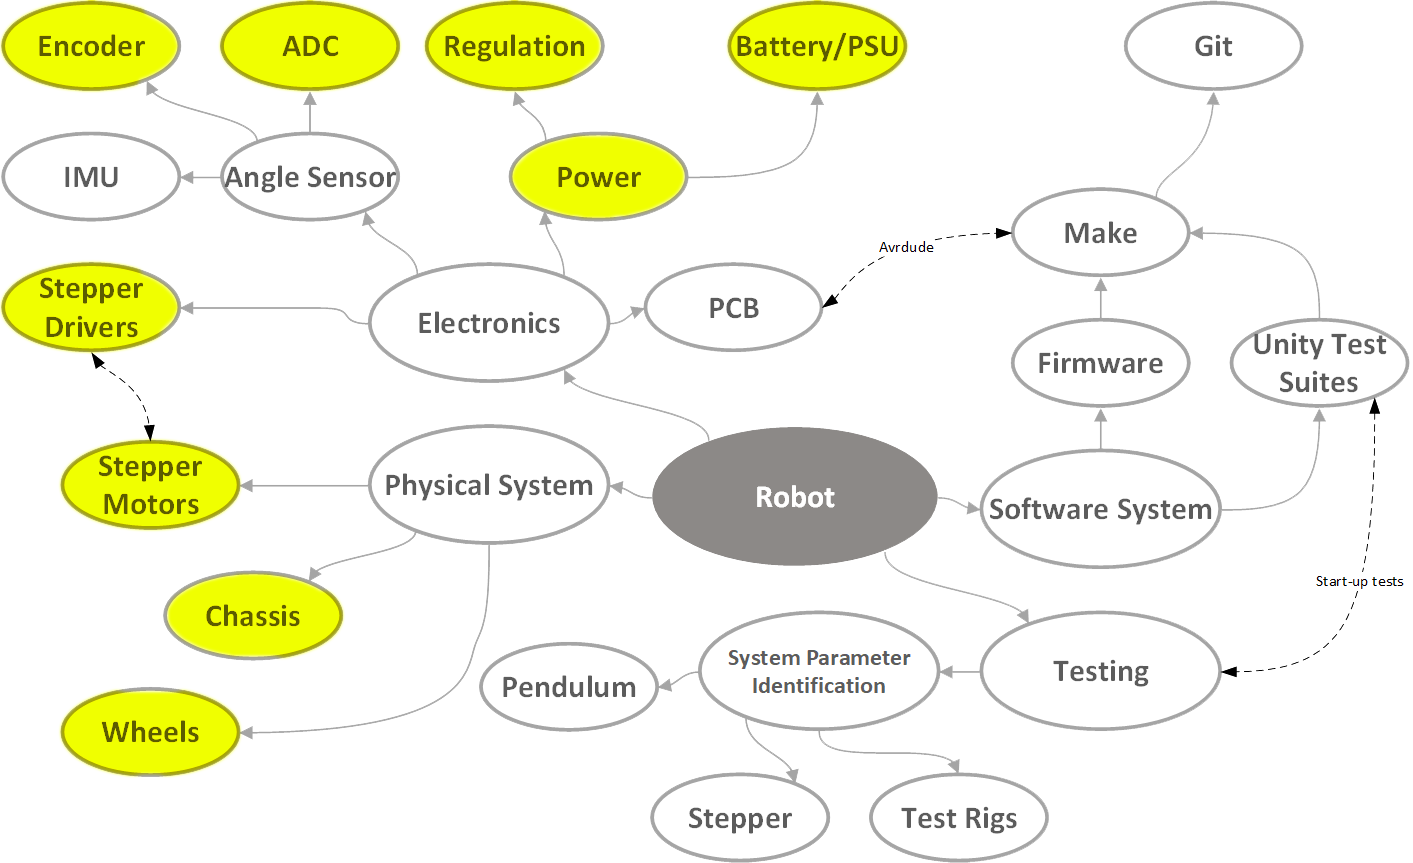 Encoder
ADC
Regulation
Battery/PSU
Git
IMU
Angle Sensor
Power
Make
Avrdude
Stepper
Drivers
Electronics
PCB
Firmware
Unity Test
Suites
Stepper
Motors
Physical System
Robot
Software System
Start-up tests
Chassis
Pendulum
System Parameter
Identification
Testing
Wheels
Stepper
Test Rigs